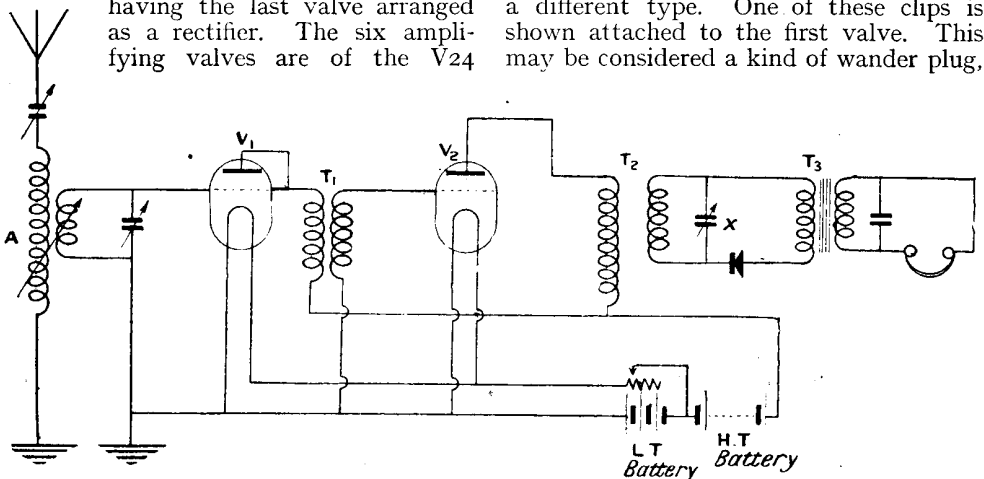 having the last valve arranged
as a rectifier. The six ampli-
fying valves are of the V24
a different type. One of these clips is
shown attached to the first valve. This
may be considered a kind of wander plug,
V1
V2
T1
T2
T3
A
X
L T
Battery
H.T
Battery